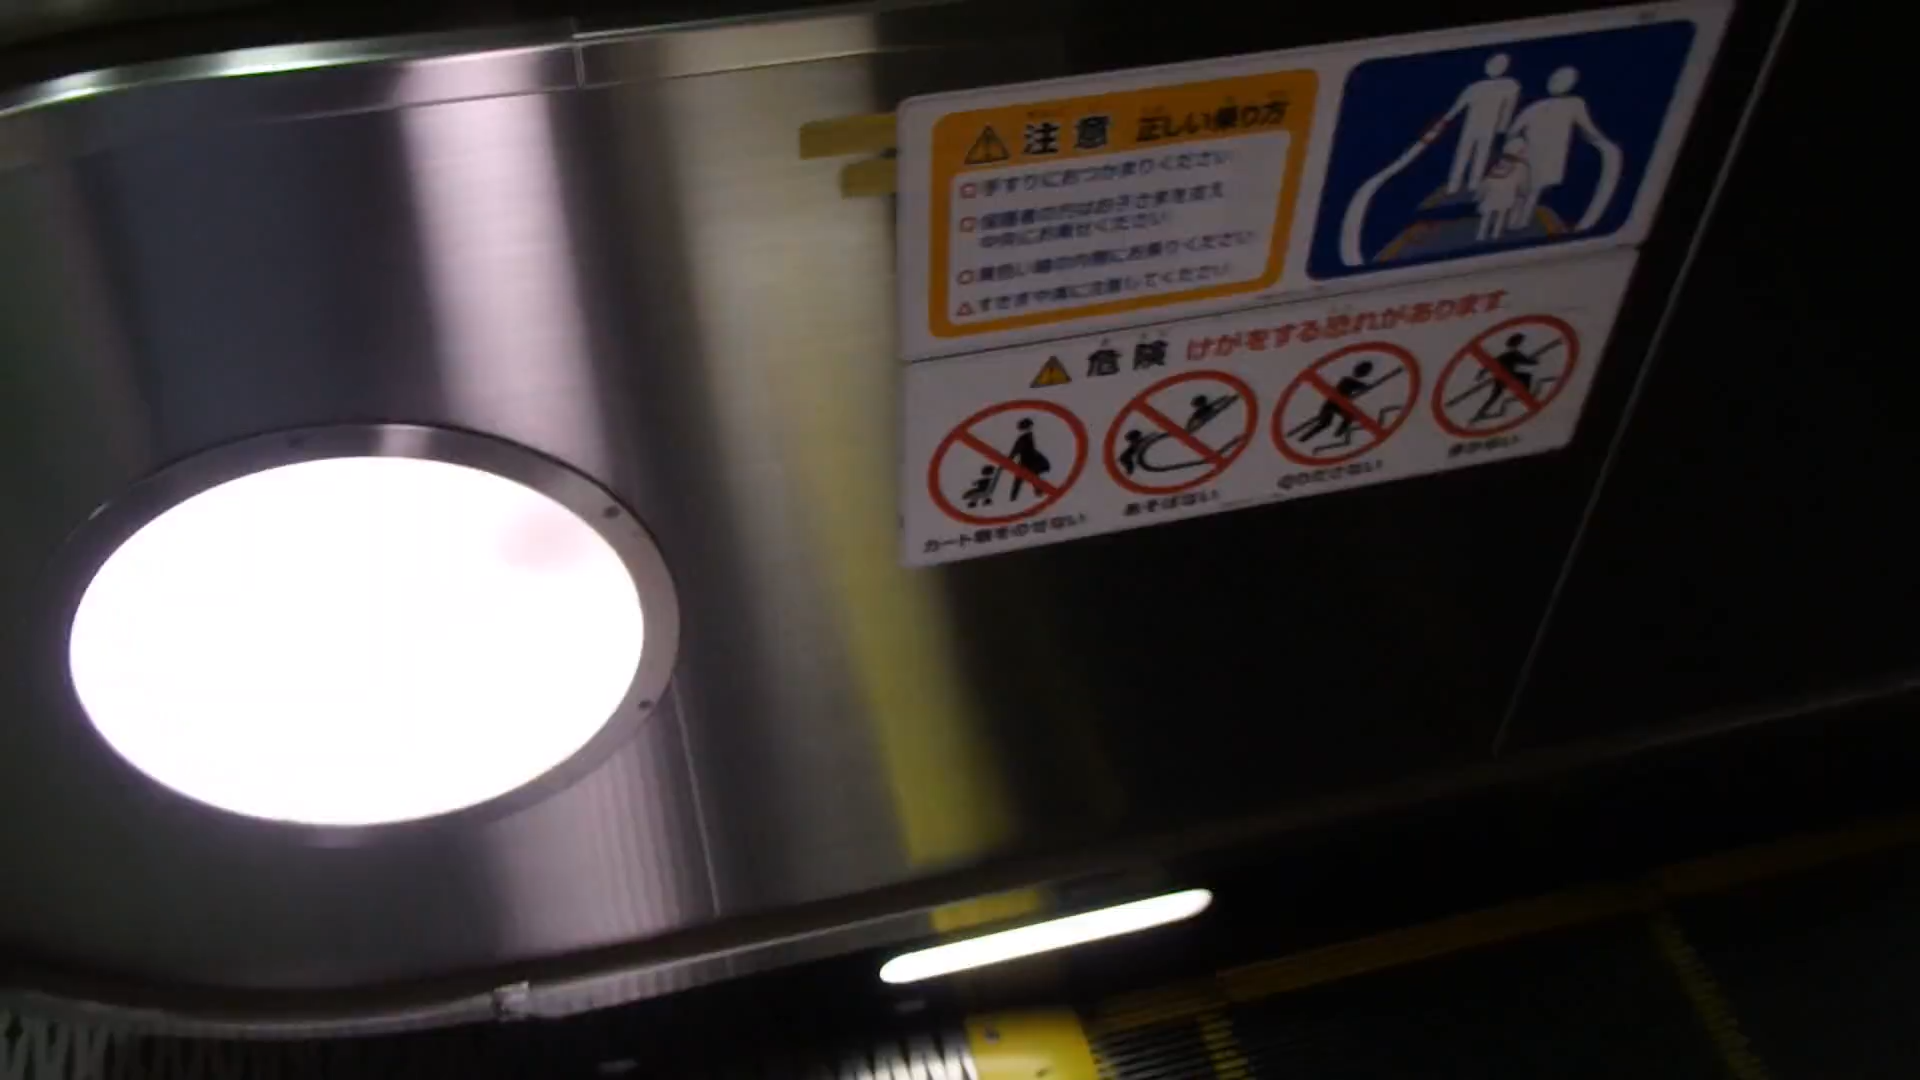 注意 正しい乗り方
手すりにおつかまりください
保護者の方はお子さまを抱え
中央にお乗せください
黄色い線の内側にお乗りください
すきまや溝に注意してください
危険 けがをする恐れがあります
カート類をのせない
あそばない
のりださない
歩かない